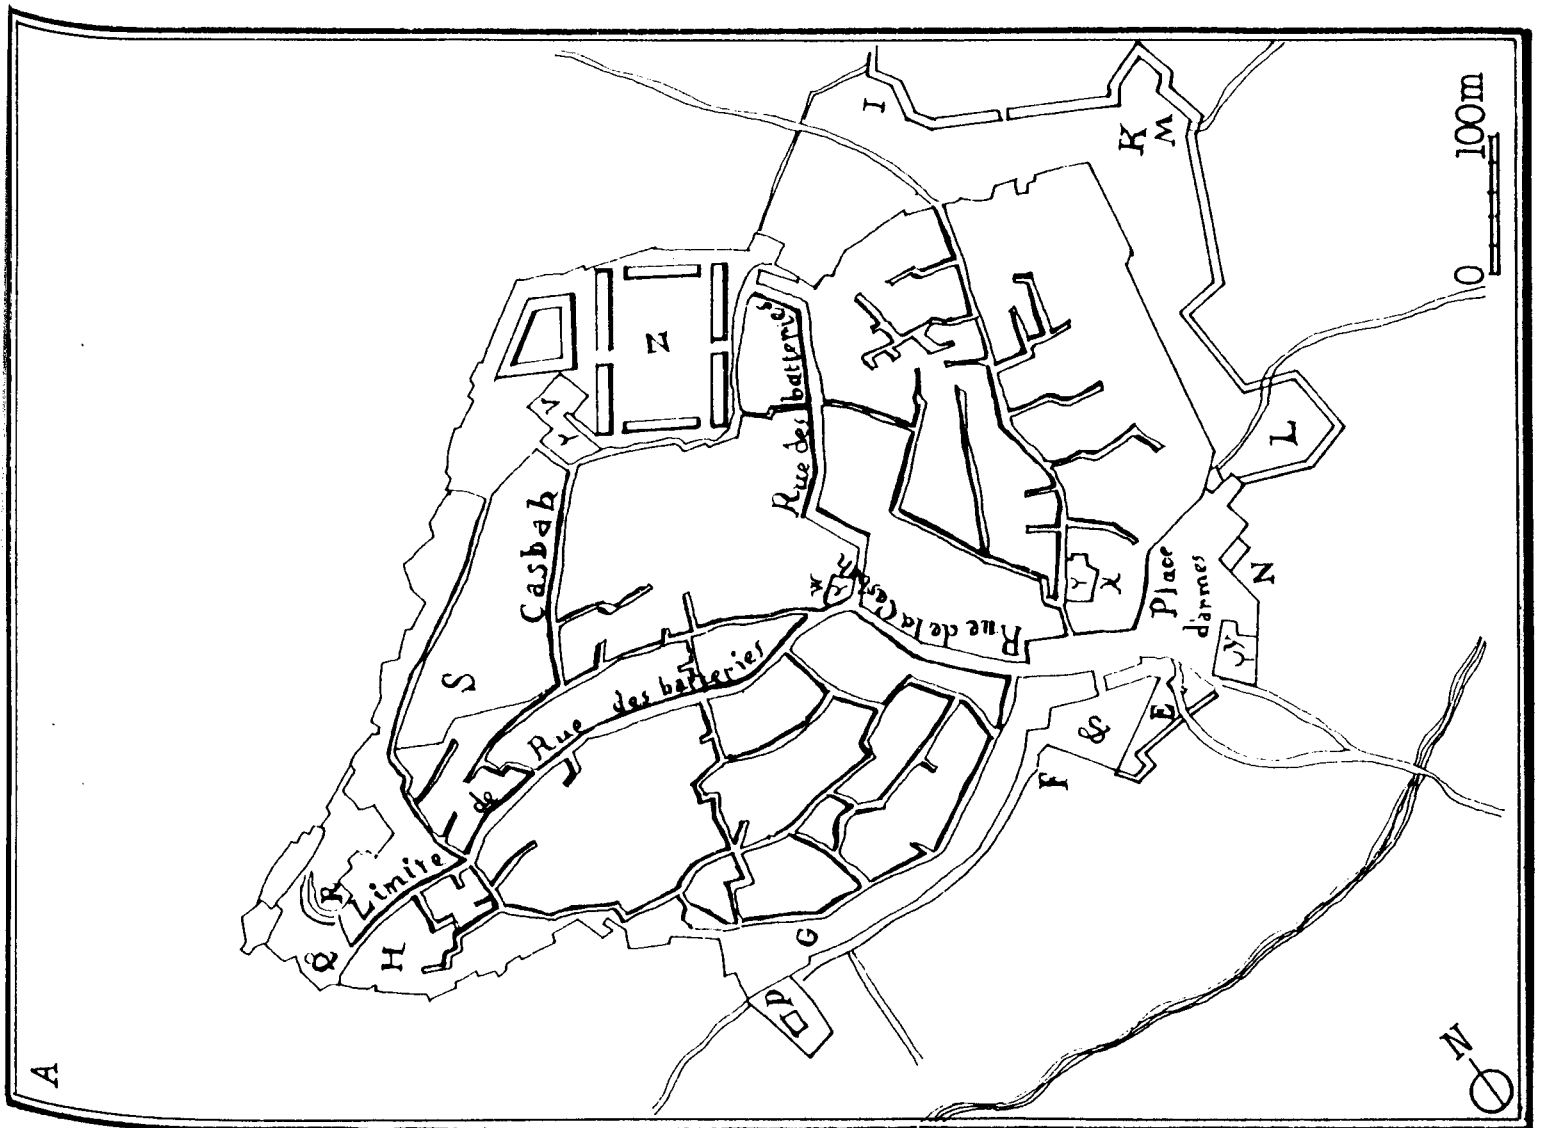 A
I
K
M
Z
Rue des batteries
Casbah
S
L
Place
d'armes
N
X
Y
W
V
Rue de la Casbah
Rue des batteries
Limite de
R
Q
H
G
P
F
&
E
0 100m
N